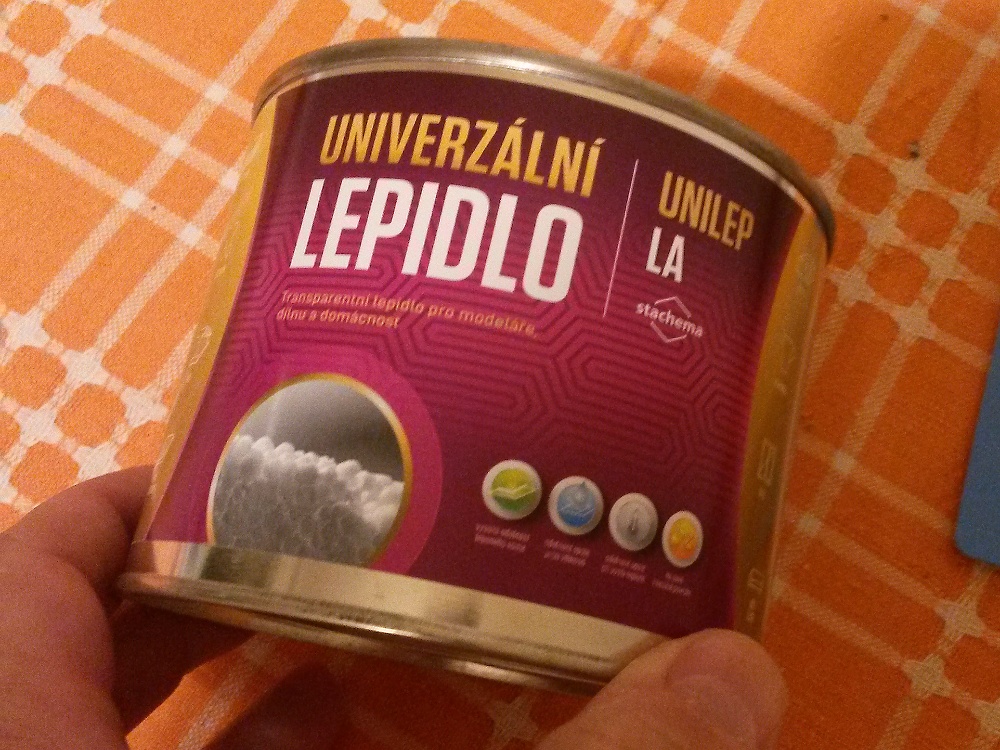 UNIVERZÁLNÍ
LEPIDLO
Transparentní lepidlo pro modeláře,
dílnu a domácnost
UNILEP
LA
stachema